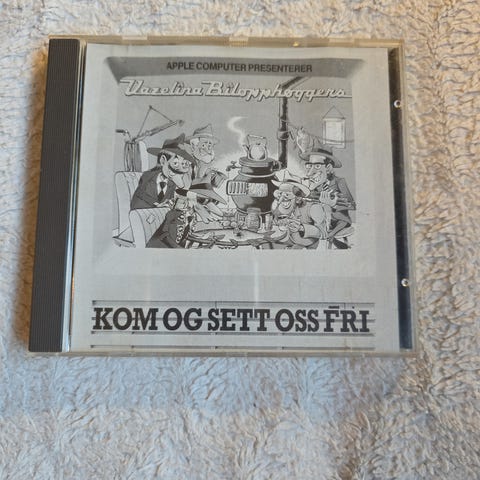 APPLE COMPUTER PRESENTERER
Vazelina Bilopphøggers
KOM OG SETT OSS FRI